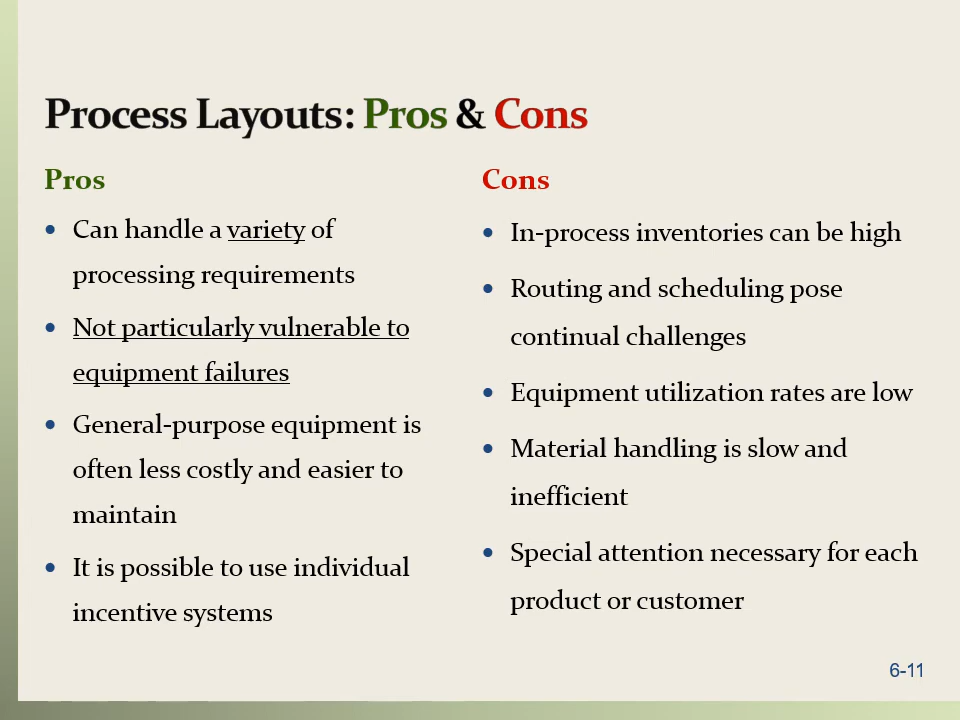 Process Layouts: Pros & Cons
Pros
• Can handle a variety of
processing requirements
• Not particularly vulnerable to
equipment failures
• General-purpose equipment is
often less costly and easier to
maintain
• It is possible to use individual
incentive systems
Cons
• In-process inventories can be high
• Routing and scheduling pose
continual challenges
• Equipment utilization rates are low
• Material handling is slow and
inefficient
• Special attention necessary for each
product or customer
6-11